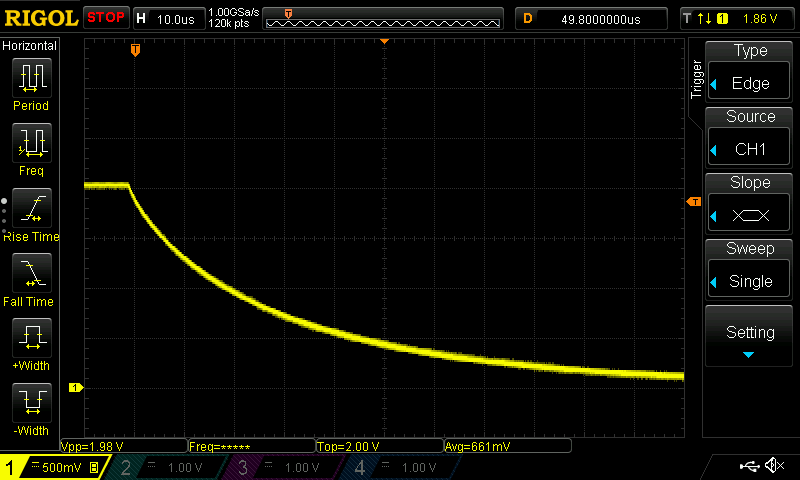 RIGOL STOP H 10.0us 1.00GSa/s
120k pts
T D 49.8000000us T 1 1.86 V
Horizontal
Period
Freq
Rise Time
Fall Time
+Width
-Width
T
T
1
Vpp=1.98 V Freq=***** Top=2.00 V Avg=661mV
1 500mV B 2 1.00 V 3 1.00 V 4 1.00 V
Trigger
Type
Edge
Source
CH1
Slope
Sweep
Single
Setting